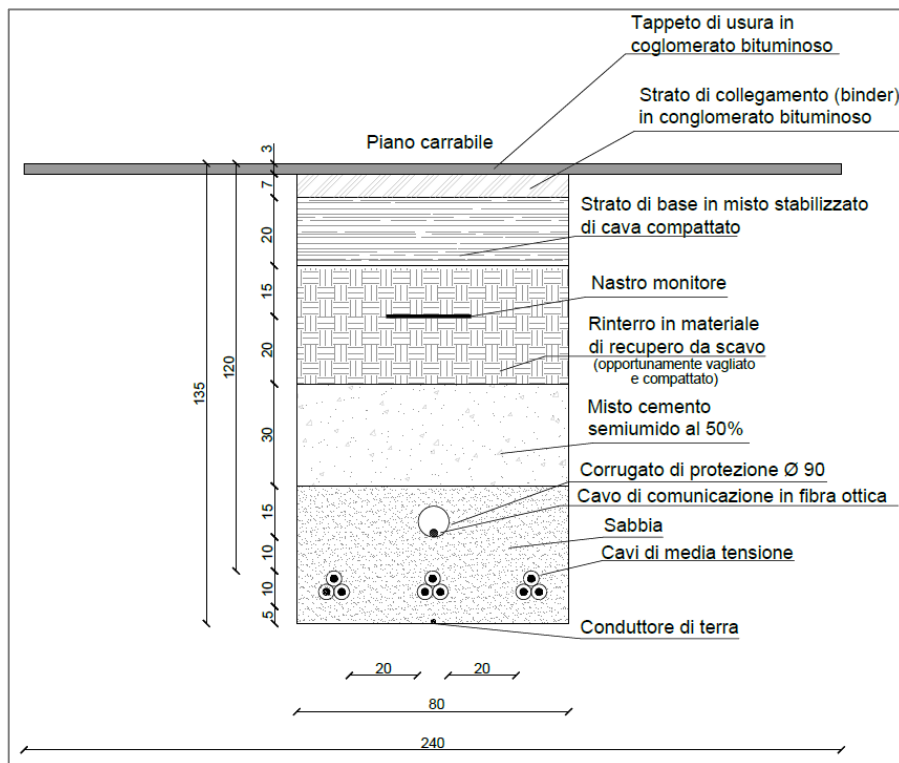 Tappeto di usura in
coglomerato bituminoso
Strato di collegamento (binder)
in conglomerato bituminoso
Piano carrabile
3
7
Strato di base in misto stabilizzato
di cava compattato
20
15
Nastro monitore
20
Rinterro in materiale
di recupero da scavo
(opportunamente vagliato
e compattato)
135
120
30
Misto cemento
semiumido al 50%
Corrugato di protezione Ø 90
Cavo di comunicazione in fibra ottica
15
Sabbia
10
Cavi di media tensione
10
5
Conduttore di terra
20
20
80
240